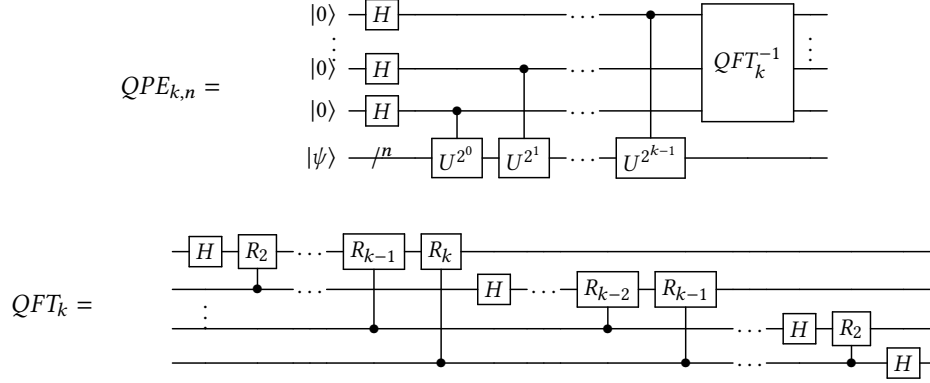 |0⟩ H ... QFT_k^{-1}
⋮ ⋮
|0⟩ H ...
QPE_{k,n} =
|0⟩ H ...
|ψ⟩ /^n U^{2^0} U^{2^1} ... U^{2^{k-1}}
H R_2 ... R_{k-1} R_k
... H ... R_{k-2} R_{k-1}
QFT_k =
⋮ ... H R_2
... H